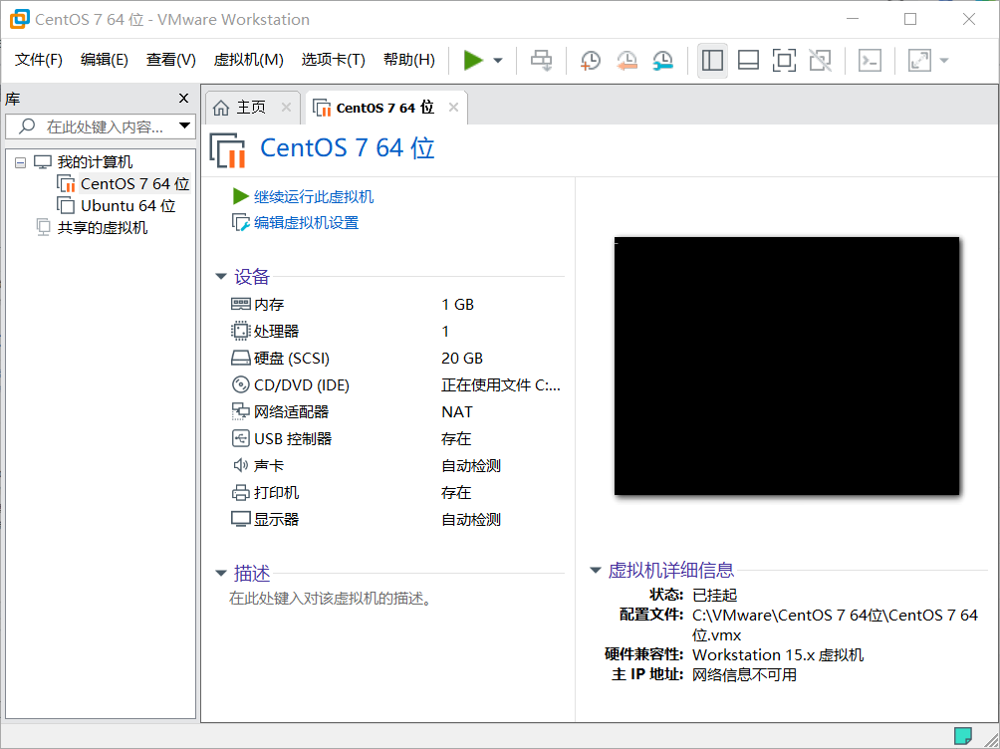 CentOS 7 64 位 - VMware Workstation
文件(F) 编辑(E) 查看(V) 虚拟机(M) 选项卡(T) 帮助(H)
库
在此处键入内容...
我的计算机
CentOS 7 64 位
Ubuntu 64 位
共享的虚拟机
主页 CentOS 7 64 位
CentOS 7 64 位
继续运行此虚拟机
编辑虚拟机设置
设备
内存 1 GB
处理器 1
硬盘 (SCSI) 20 GB
CD/DVD (IDE) 正在使用文件 C:...
网络适配器 NAT
USB 控制器 存在
声卡 自动检测
打印机 存在
显示器 自动检测
描述
在此处键入对该虚拟机的描述。
虚拟机详细信息
状态: 已挂起
配置文件: C:\VMware\CentOS 7 64位\CentOS 7 64
位.vmx
硬件兼容性: Workstation 15.x 虚拟机
主 IP 地址: 网络信息不可用